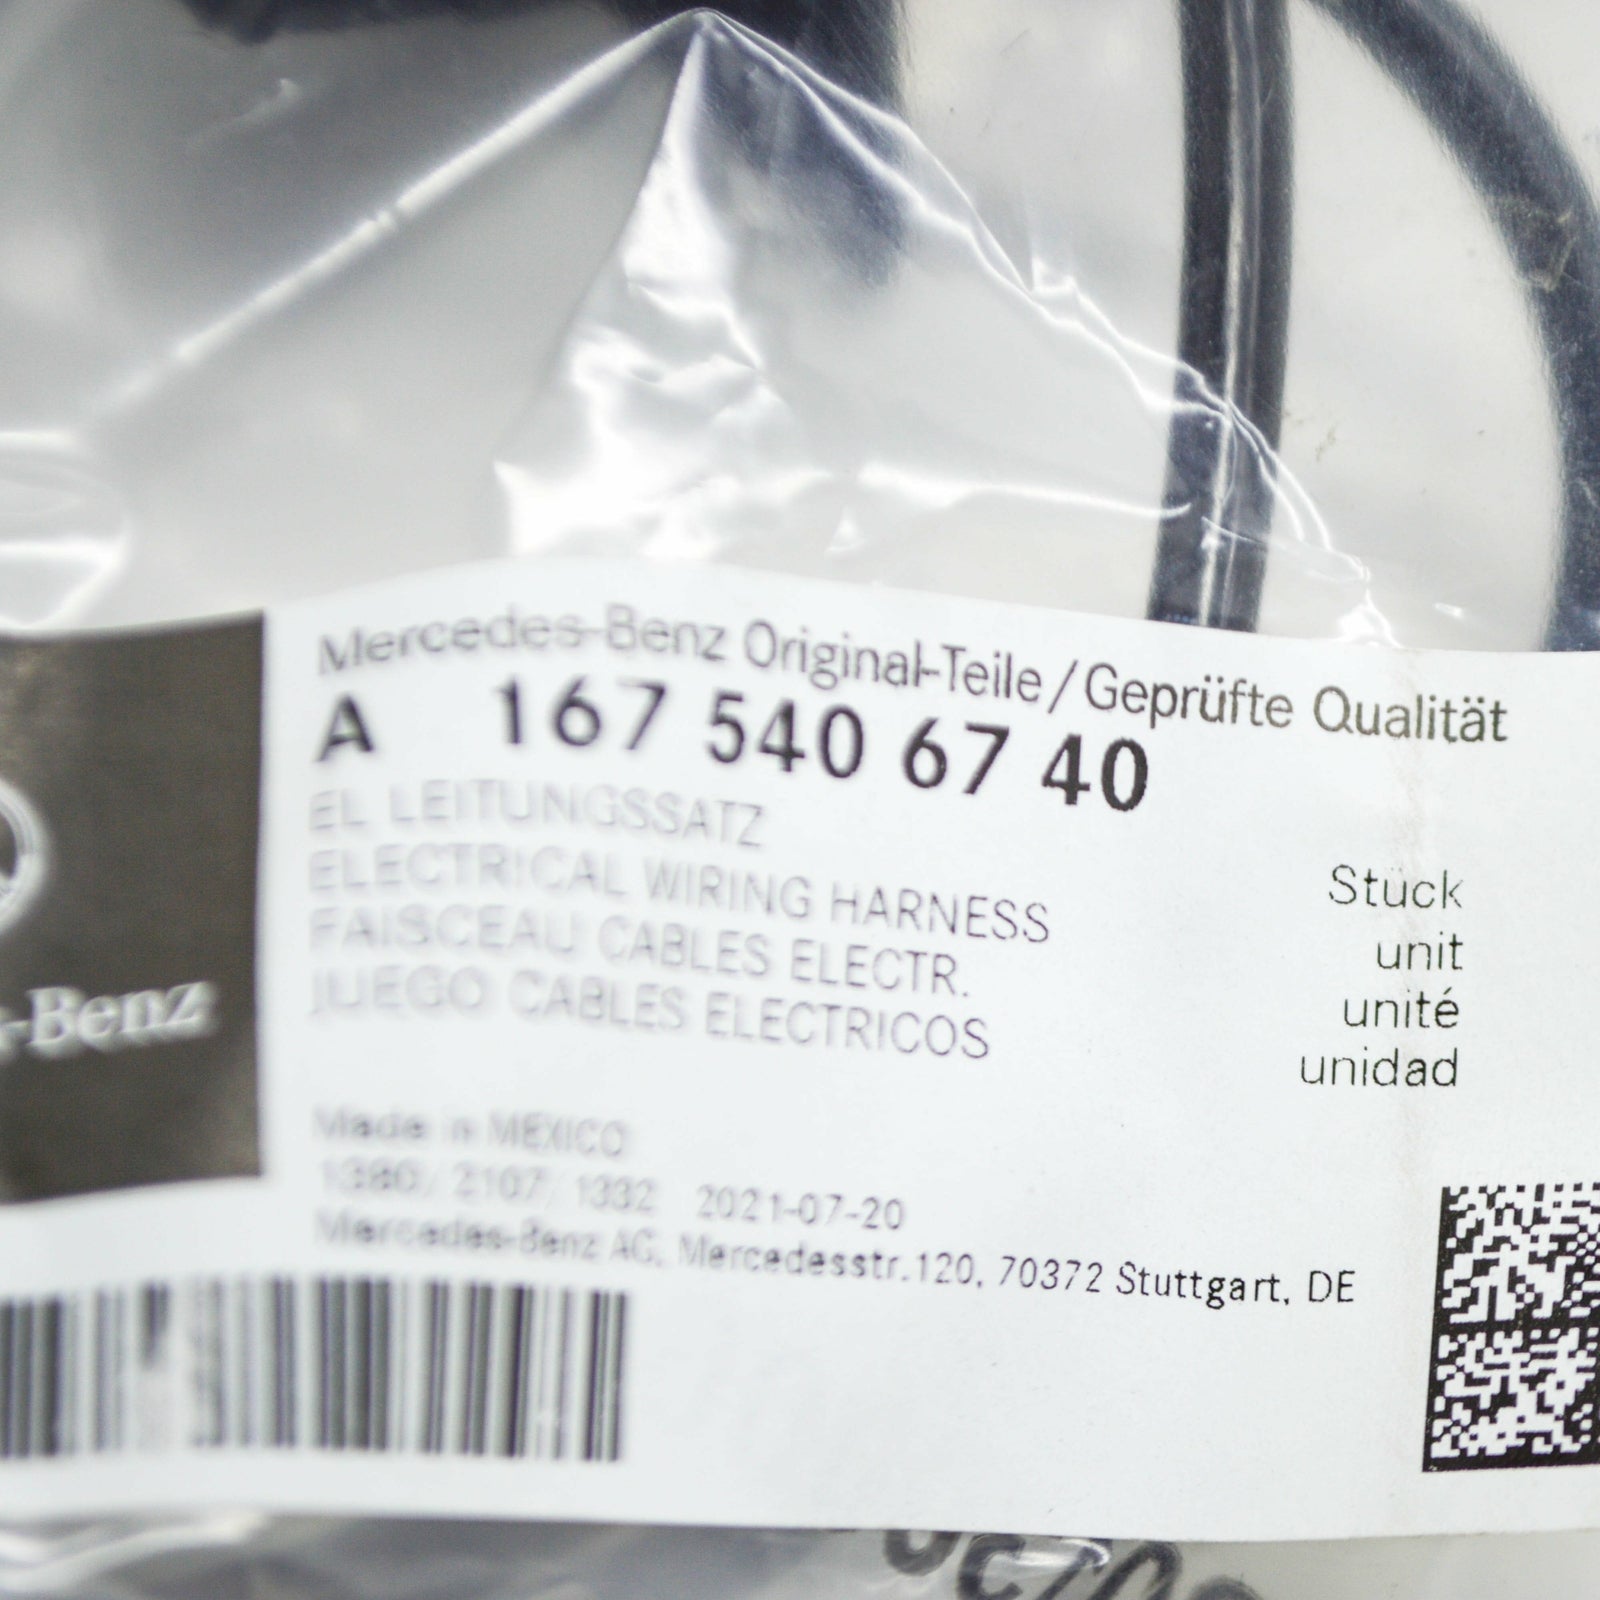 Mercedes-Benz Original-Teile/Geprüfte Qualität
A 167 540 67 40
EL LEITUNGSSATZ
ELECTRICAL WIRING HARNESS
FAISCEAU CABLES ELECTR.
JUEGO CABLES ELECTRICOS
Stück
unit
unité
unidad
-Benz
Made in MEXICO
1380/ 2107/ 1332 2021-07-20
Mercedes-Benz AG, Mercedesstr.120, 70372 Stuttgart, DE